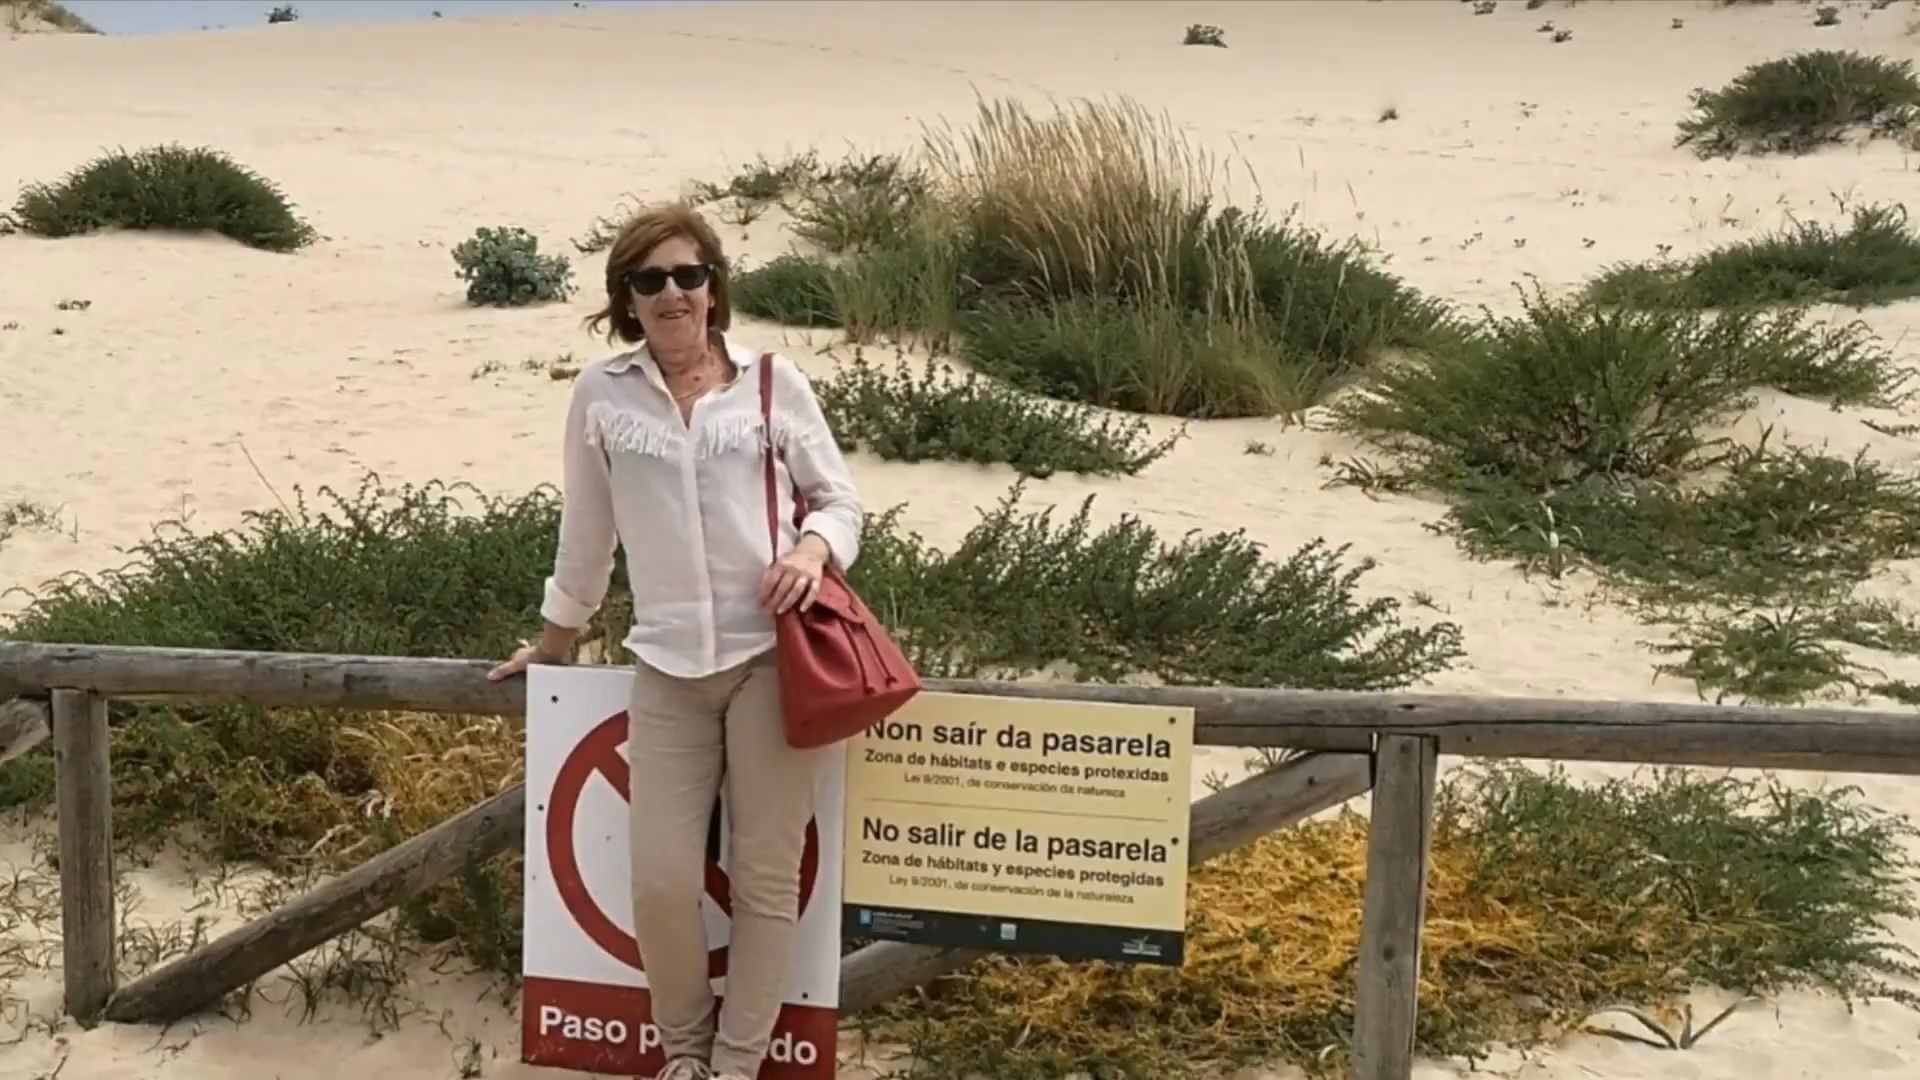 Non saír da pasarela
Zona de hábitats e especies protexidas
Lei 9/2001, de conservación da natureza
No salir de la pasarela
Zona de hábitats y especies protegidas
Ley 9/2001, de conservación de la naturaleza
Paso p do